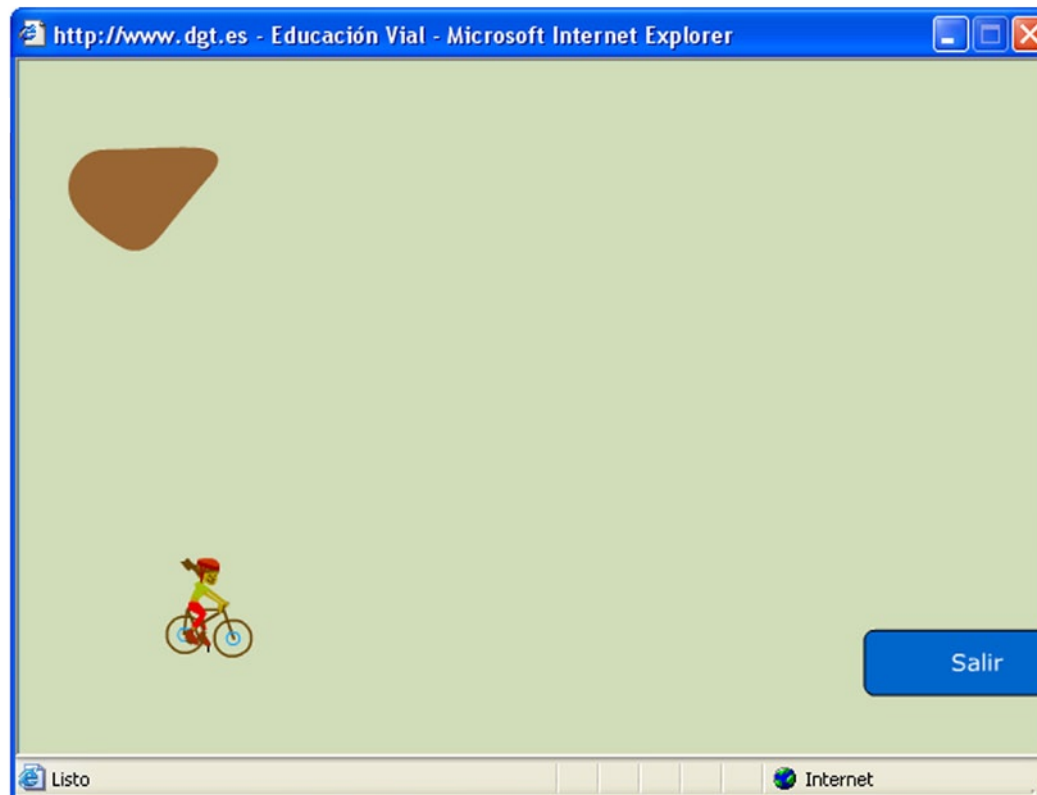 http://www.dgt.es - Educación Vial - Microsoft Internet Explorer
Salir
Listo
Internet